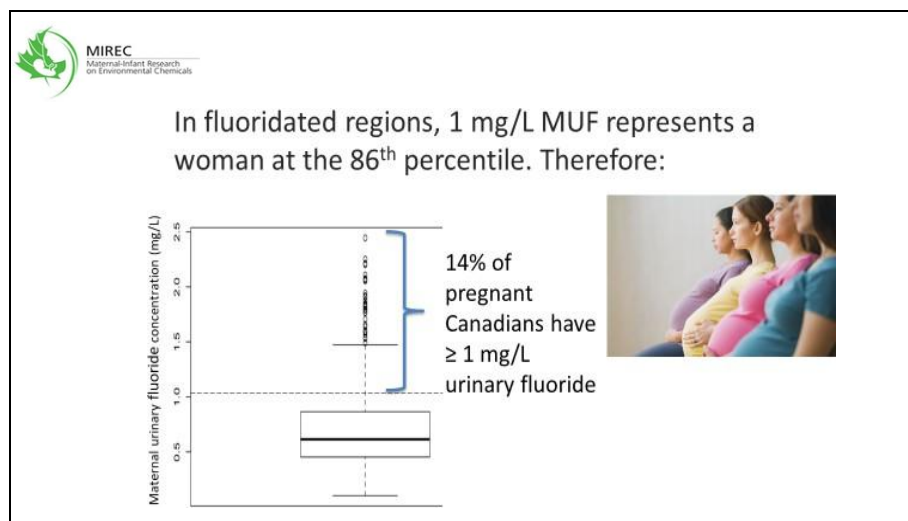 MIREC
Maternal-Infant Research
on Environmental Chemicals
In fluoridated regions, 1 mg/L MUF represents a
woman at the 86th percentile. Therefore:
Maternal urinary fluoride concentration (mg/L)
2.5
2.0
1.5
1.0
0.5
14% of
pregnant
Canadians have
≥ 1 mg/L
urinary fluoride